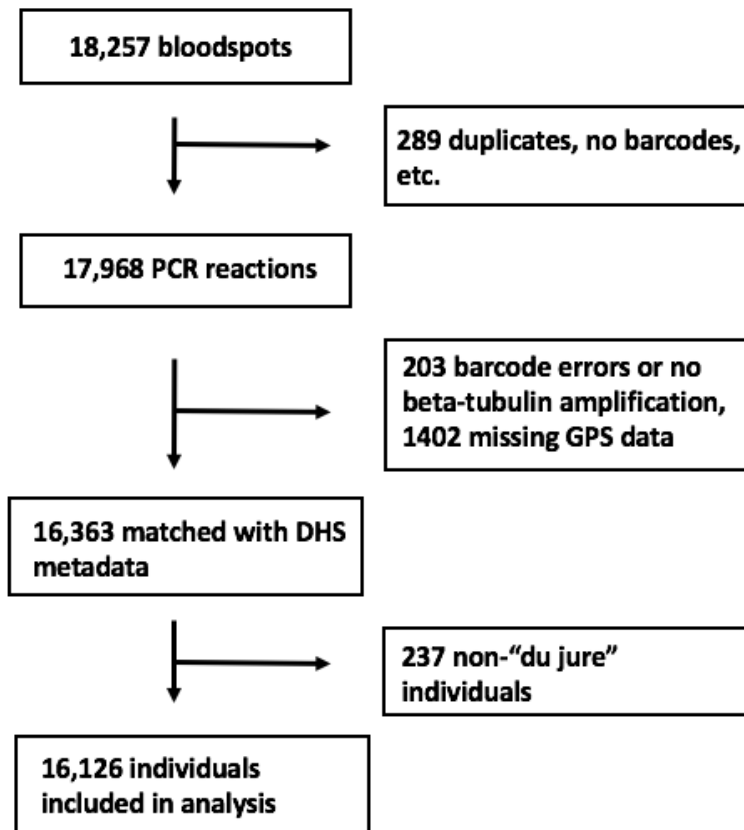 18,257 bloodspots
289 duplicates, no barcodes,
etc.
17,968 PCR reactions
203 barcode errors or no
beta-tubulin amplification,
1402 missing GPS data
16,363 matched with DHS
metadata
237 non-“du jure”
individuals
16,126 individuals
included in analysis